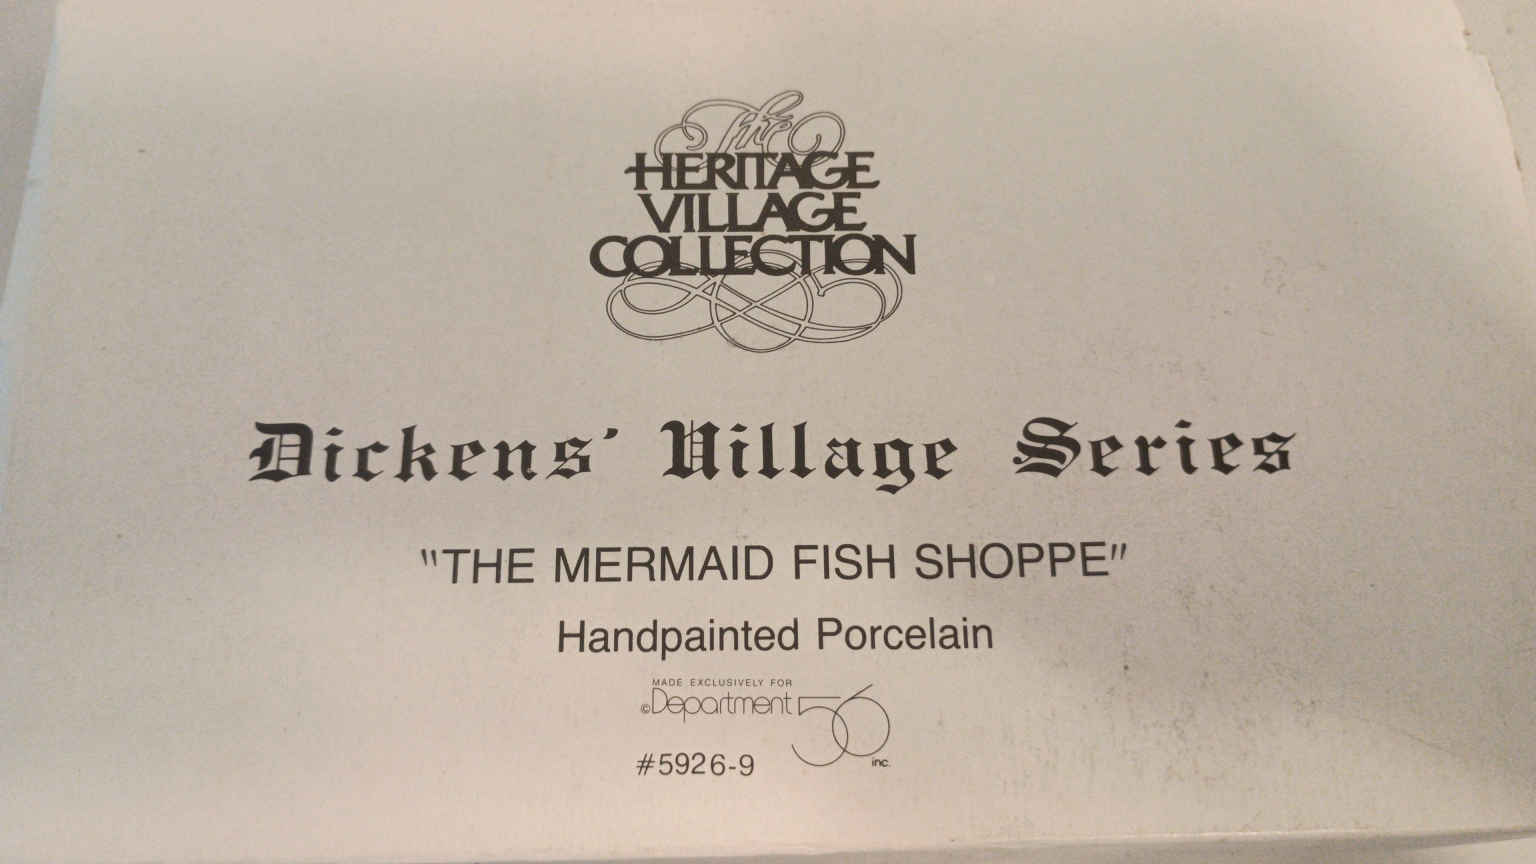 The
HERITAGE
VILLAGE
COLLECTION
Dickens' Village Series
"THE MERMAID FISH SHOPPE"
Handpainted Porcelain
MADE EXCLUSIVELY FOR
©Department 56
inc.
#5926-9